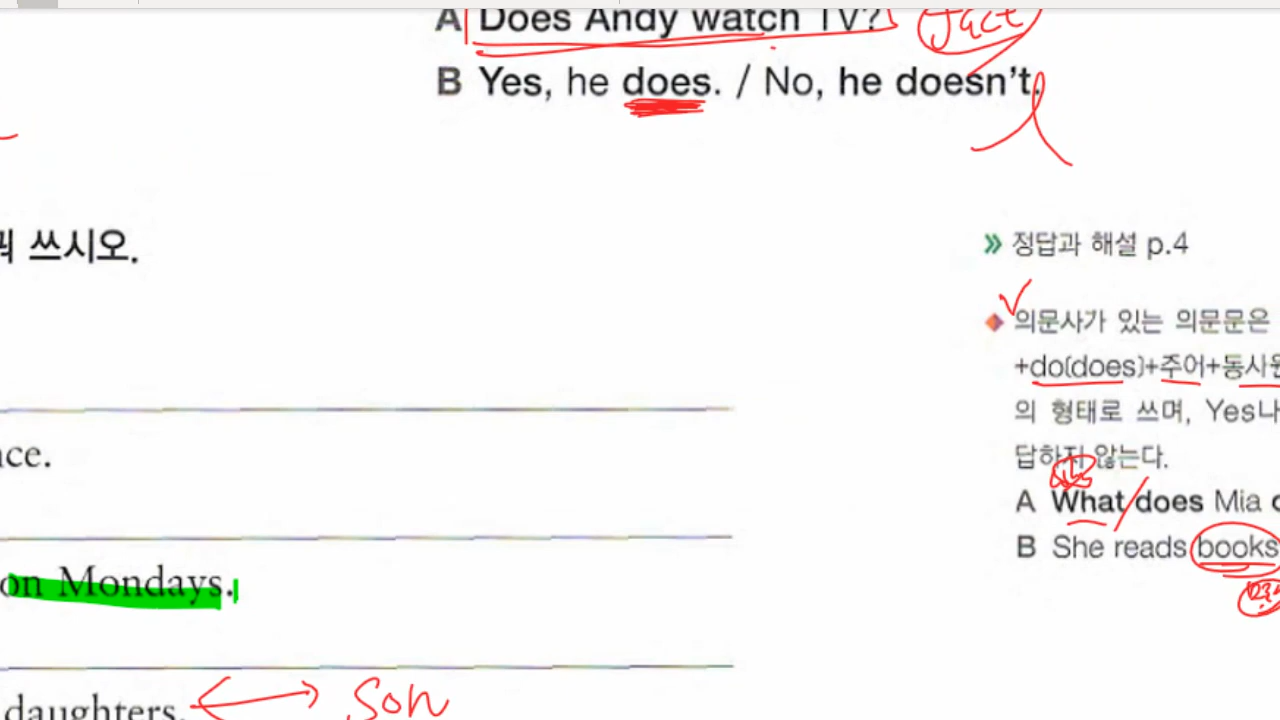 A Does Andy watch TV? fact
B Yes, he does. / No, he doesn't.
쓰시오.
» 정답과 해설 p.4
의문사가 있는 의문문은
+do(does)+주어+동사원
의 형태로 쓰며, Yes나
답하지 않는다.
A What does Mia
B She reads books
nce.
on Mondays.
daughters. son